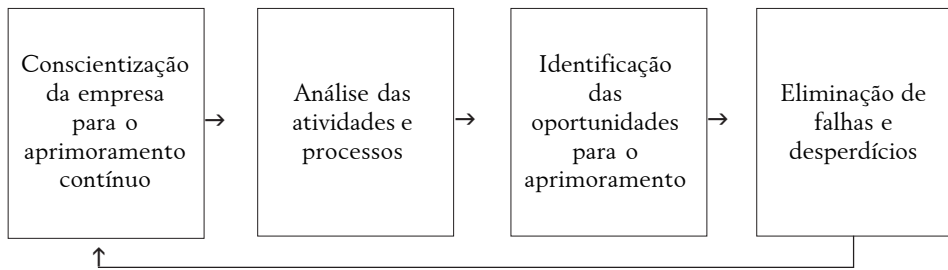 Conscientização
da empresa
para o
aprimoramento
contínuo
Análise das
atividades e
processos
Identificação
das
oportunidades
para o
aprimoramento
Eliminação de
falhas e
desperdícios